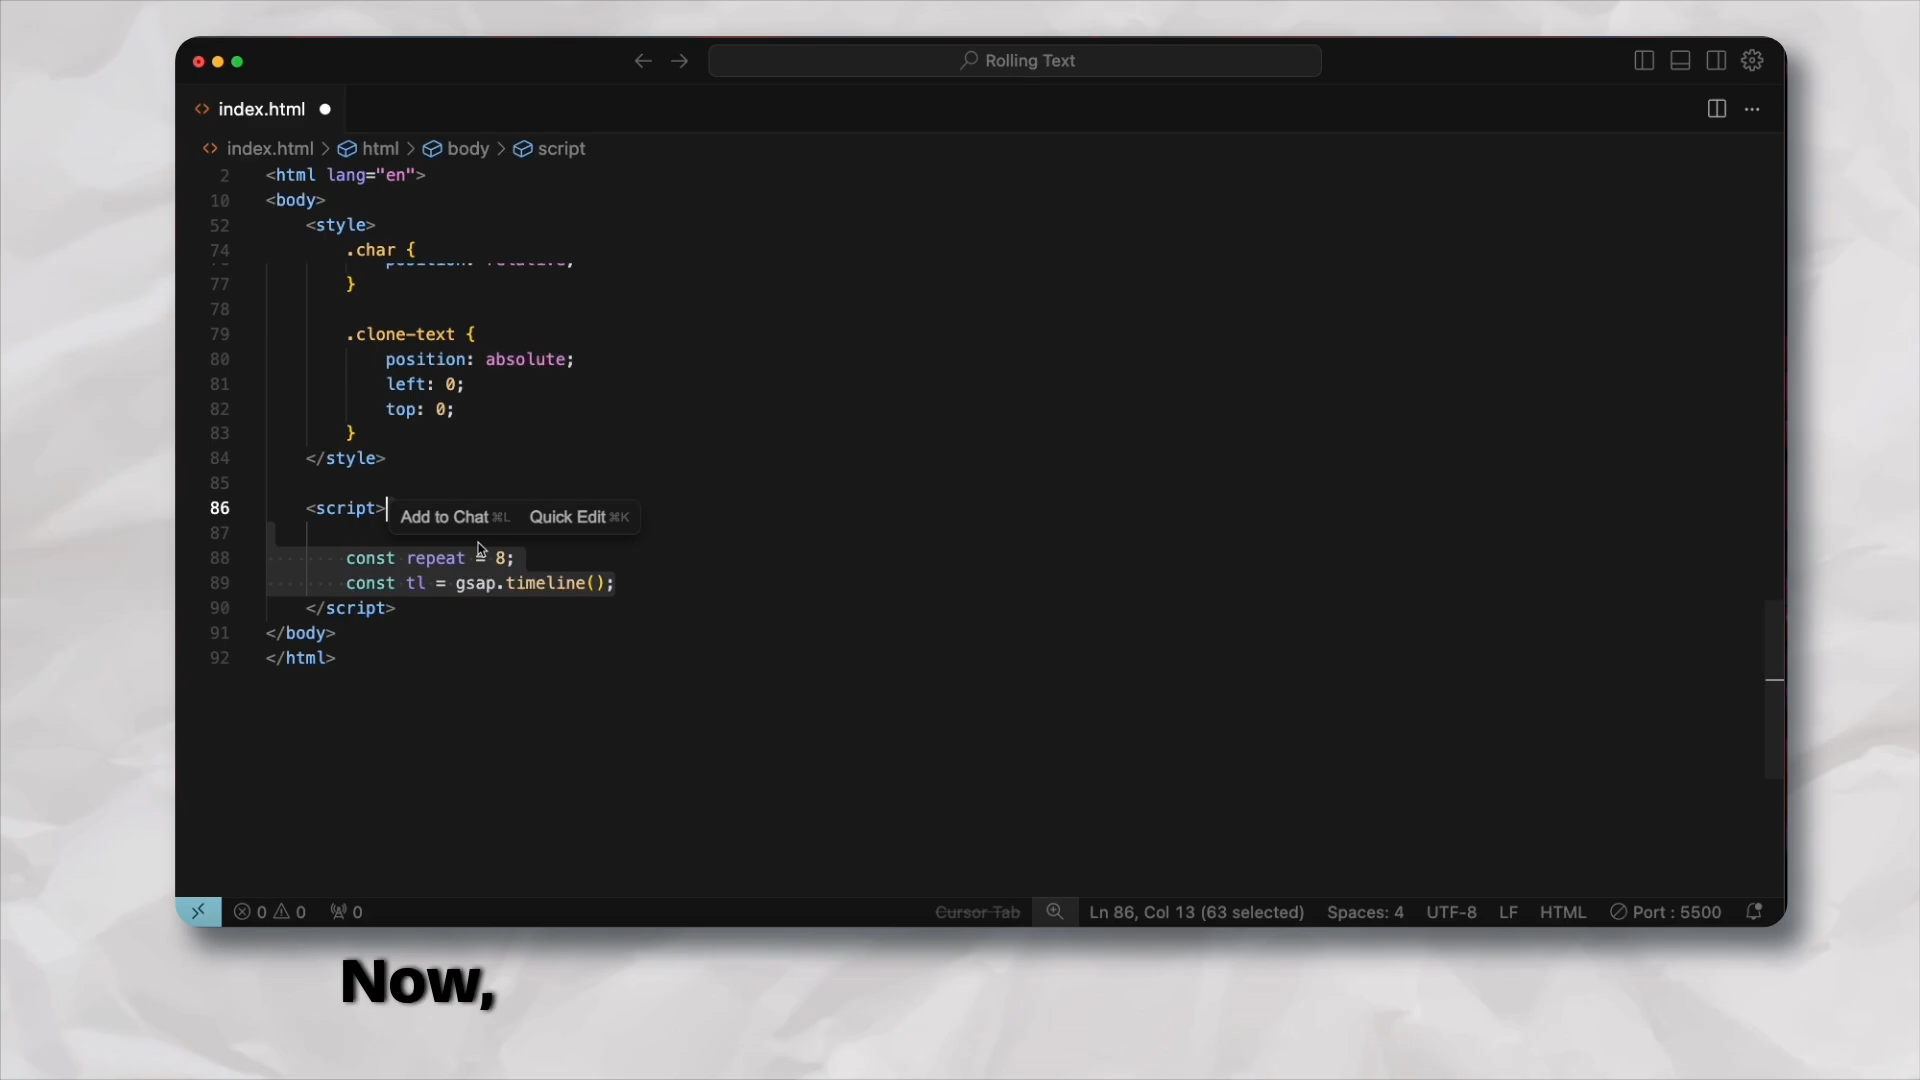 Rolling Text
index.html
index.html > html > body > script
2 <html lang="en">
10 <body>
52 <style>
74 .char {
position: relative;
77 }
78
79 .clone-text {
80 position: absolute;
81 left: 0;
82 top: 0;
83 }
84 </style>
85
86 <script>
Add to Chat ⌘L Quick Edit ⌘K
87
88 const repeat = 8;
89 const tl = gsap.timeline();
90 </script>
91 </body>
92 </html>
0 0 0 Cursor Tab Ln 86, Col 13 (63 selected) Spaces: 4 UTF-8 LF HTML Port : 5500
Now,